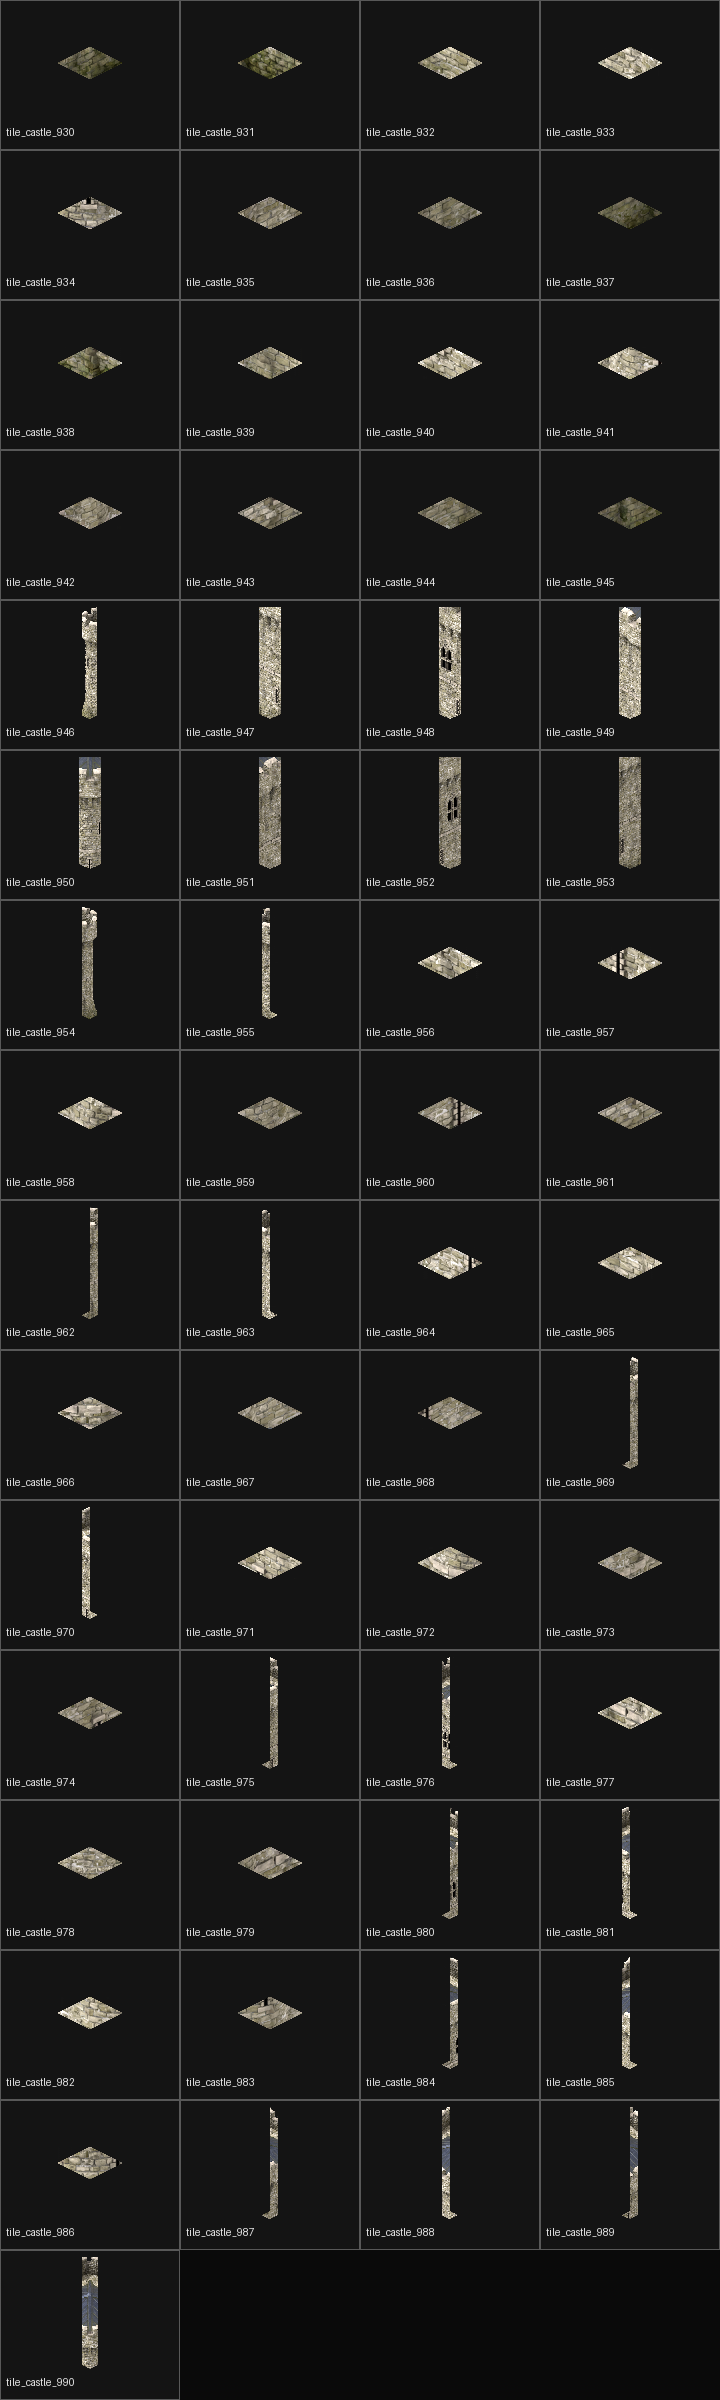 tile_castle_930
tile_castle_931
tile_castle_932
tile_castle_933
tile_castle_934
tile_castle_935
tile_castle_936
tile_castle_937
tile_castle_938
tile_castle_939
tile_castle_940
tile_castle_941
tile_castle_942
tile_castle_943
tile_castle_944
tile_castle_945
tile_castle_946
tile_castle_947
tile_castle_948
tile_castle_949
tile_castle_950
tile_castle_951
tile_castle_952
tile_castle_953
tile_castle_954
tile_castle_955
tile_castle_956
tile_castle_957
tile_castle_958
tile_castle_959
tile_castle_960
tile_castle_961
tile_castle_962
tile_castle_963
tile_castle_964
tile_castle_965
tile_castle_966
tile_castle_967
tile_castle_968
tile_castle_969
tile_castle_970
tile_castle_971
tile_castle_972
tile_castle_973
tile_castle_974
tile_castle_975
tile_castle_976
tile_castle_977
tile_castle_978
tile_castle_979
tile_castle_980
tile_castle_981
tile_castle_982
tile_castle_983
tile_castle_984
tile_castle_985
tile_castle_986
tile_castle_987
tile_castle_988
tile_castle_989
tile_castle_990